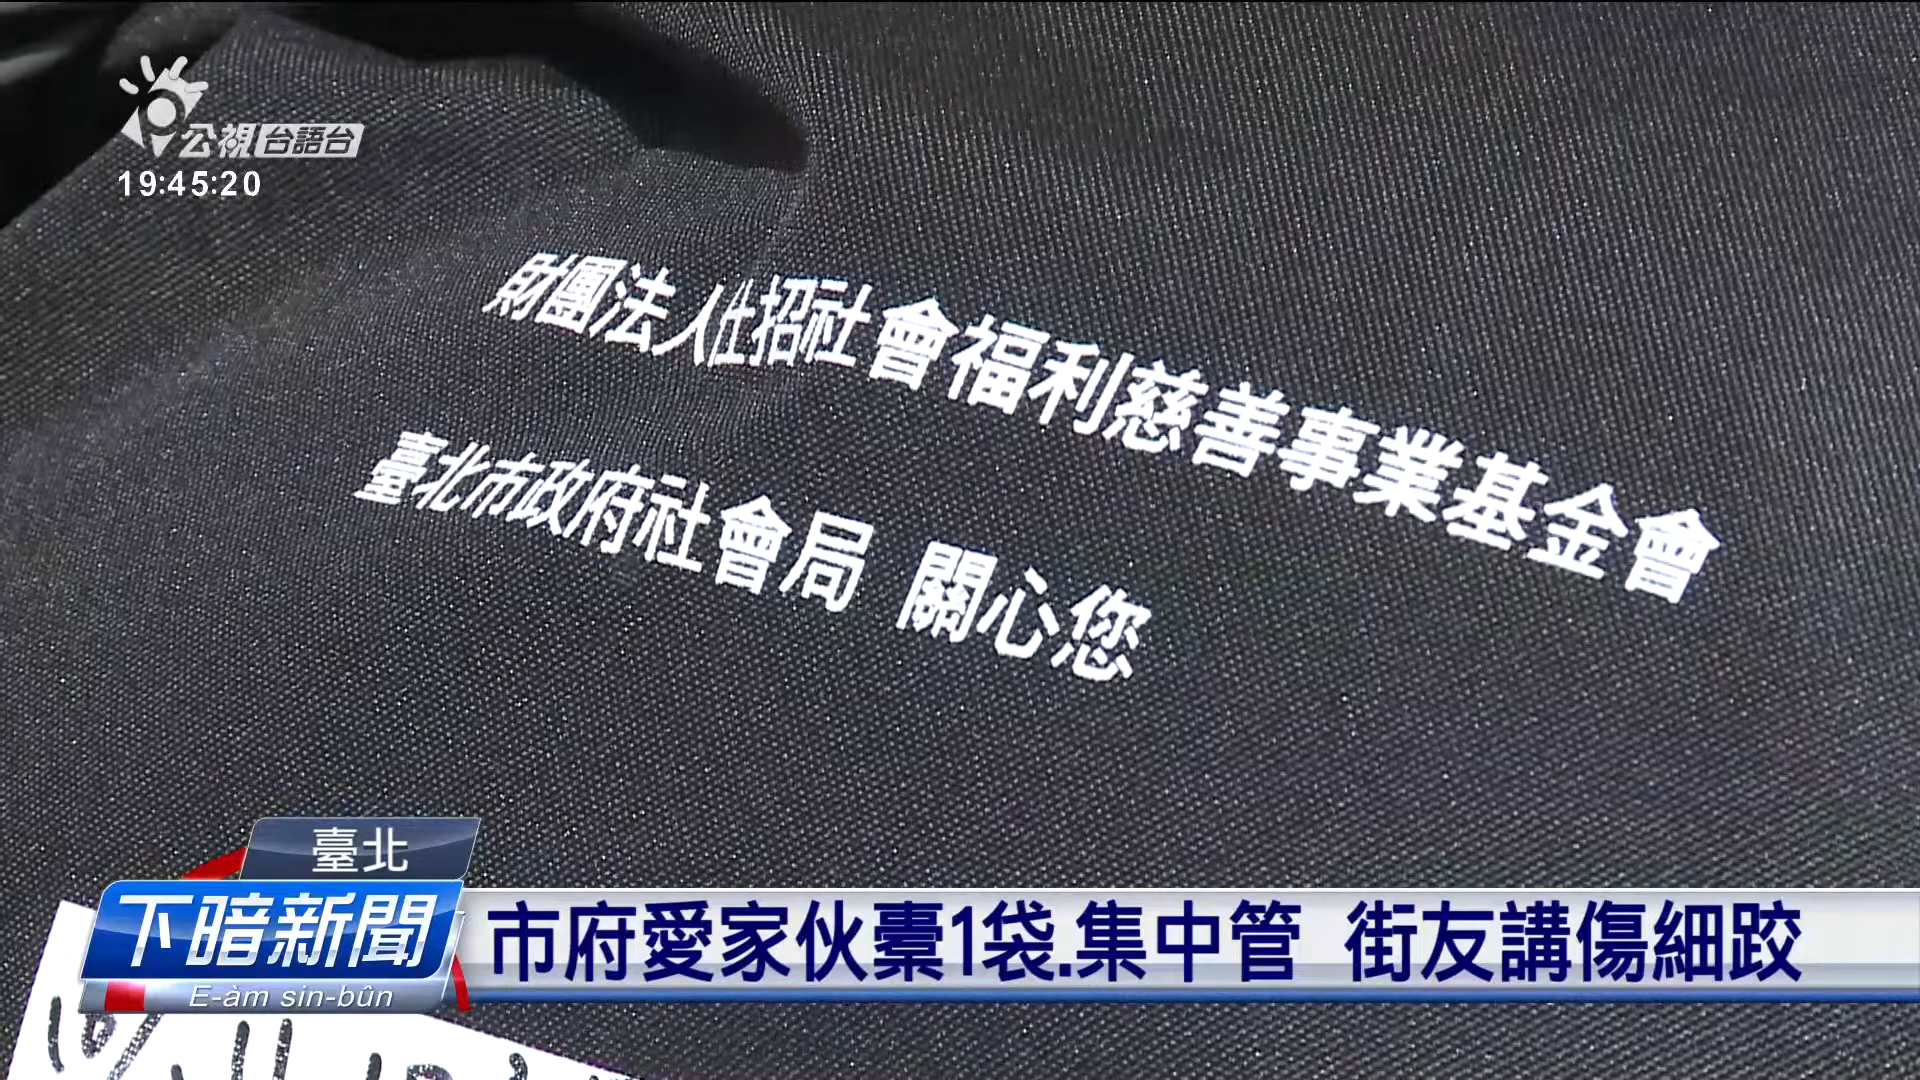 公視台語台
19:45:20
財團法人仕招社會福利慈善事業基金會
臺北市政府社會局 關心您
臺北
下暗新聞
E-àm sin-bûn
市府愛家伙橐1袋.集中管 街友講傷細跤